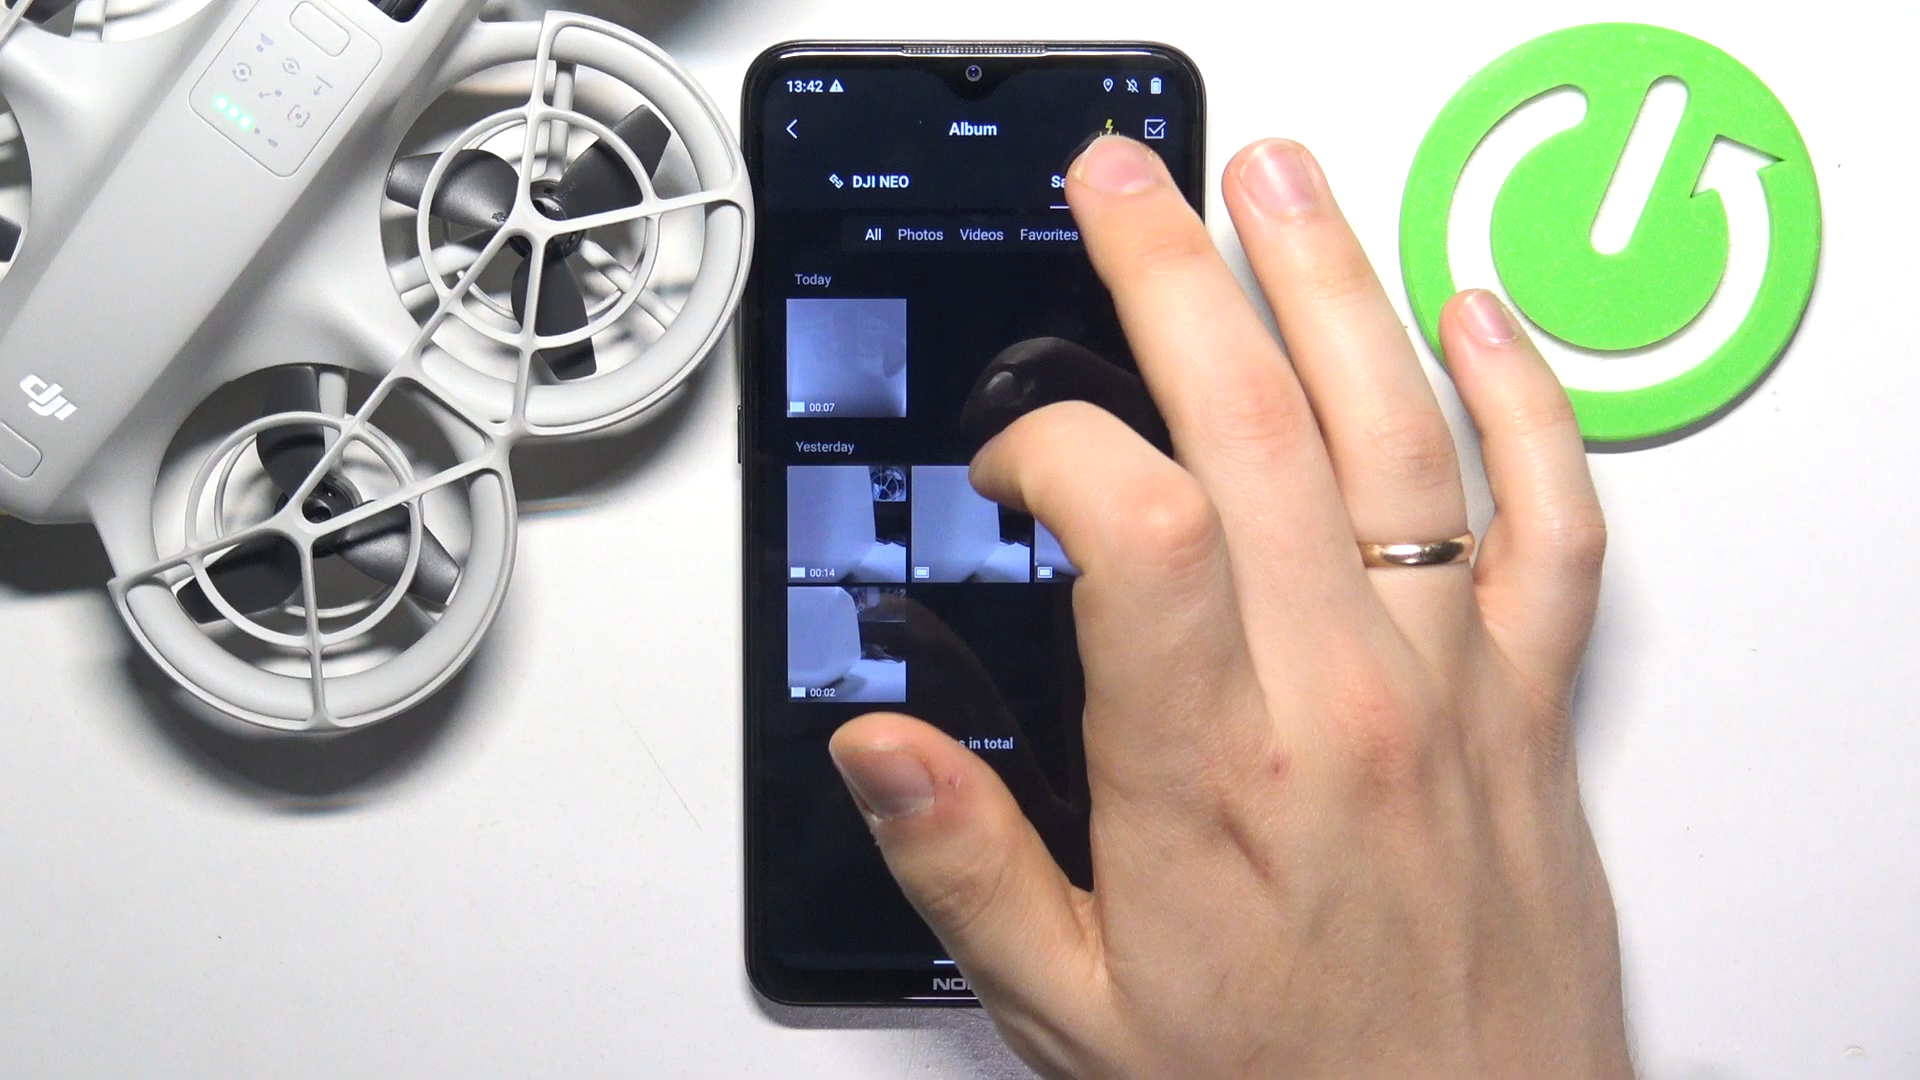 dji
13:42
Album
DJI NEO
All Photos Videos Favorites
Today
00:07
Yesterday
00:14
00:02
in total